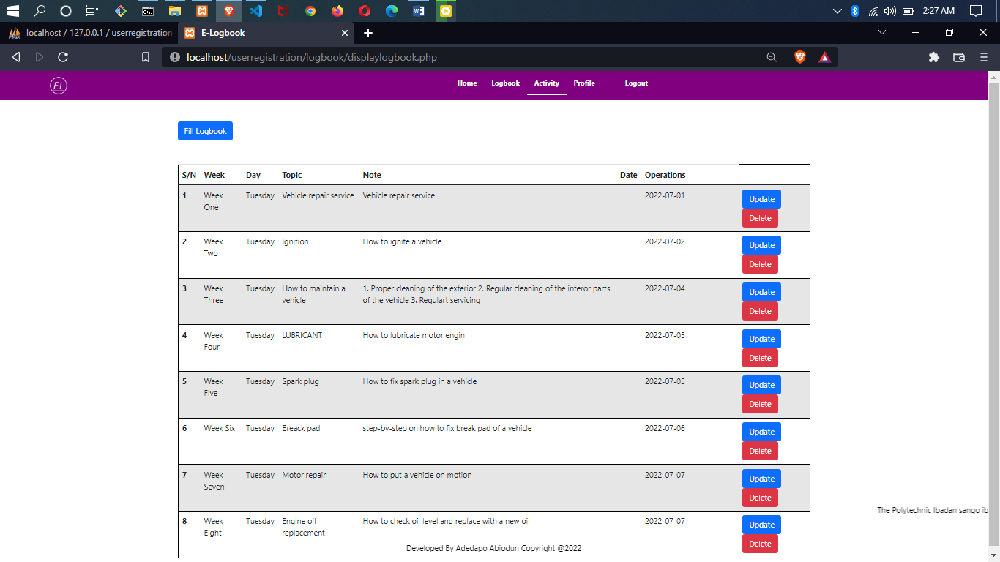 2:27 AM
localhost / 127.0.0.1 / userregistration
E-Logbook
localhost/userregistration/logbook/displaylogbook.php
EL Home Logbook Activity Profile Logout
Fill Logbook
S/N Week Day Topic Note Date Operations
1 Week One Tuesday Vehicle repair service Vehicle repair service 2022-07-01 Update Delete
2 Week Two Tuesday Ignition How to ignite a vehicle 2022-07-02 Update Delete
3 Week Three Tuesday How to maintain a vehicle 1. Proper cleaning of the exterior 2. Regular cleaning of the interor parts of the vehicle 3. Regulart servicing 2022-07-04 Update Delete
4 Week Four Tuesday LUBRICANT How to lubricate motor engin 2022-07-05 Update Delete
5 Week Five Tuesday Spark plug How to fix spark plug in a vehicle 2022-07-05 Update Delete
6 Week Six Tuesday Breack pad step-by-step on how to fix break pad of a vehicle 2022-07-06 Update Delete
7 Week Seven Tuesday Motor repair How to put a vehicle on motion 2022-07-07 Update Delete
The Polytechnic Ibadan sango ib
8 Week Eight Tuesday Engine oil replacement How to check oil level and replace with a new oil 2022-07-07 Update Delete
Developed By Adedapo Abiodun Copyright @2022